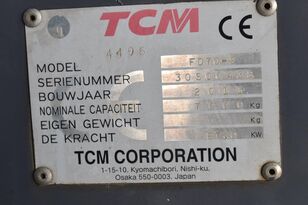 TCM CE
4496
MODEL
SERIENUMMER
BOUWJAAR
NOMINALE CAPACITEIT Kg
EIGEN GEWICHT Kg
DE KRACHT KW
TCM CORPORATION
1-15-10, Kyomachibori, Nishi-ku,
Osaka 550-0003, Japan